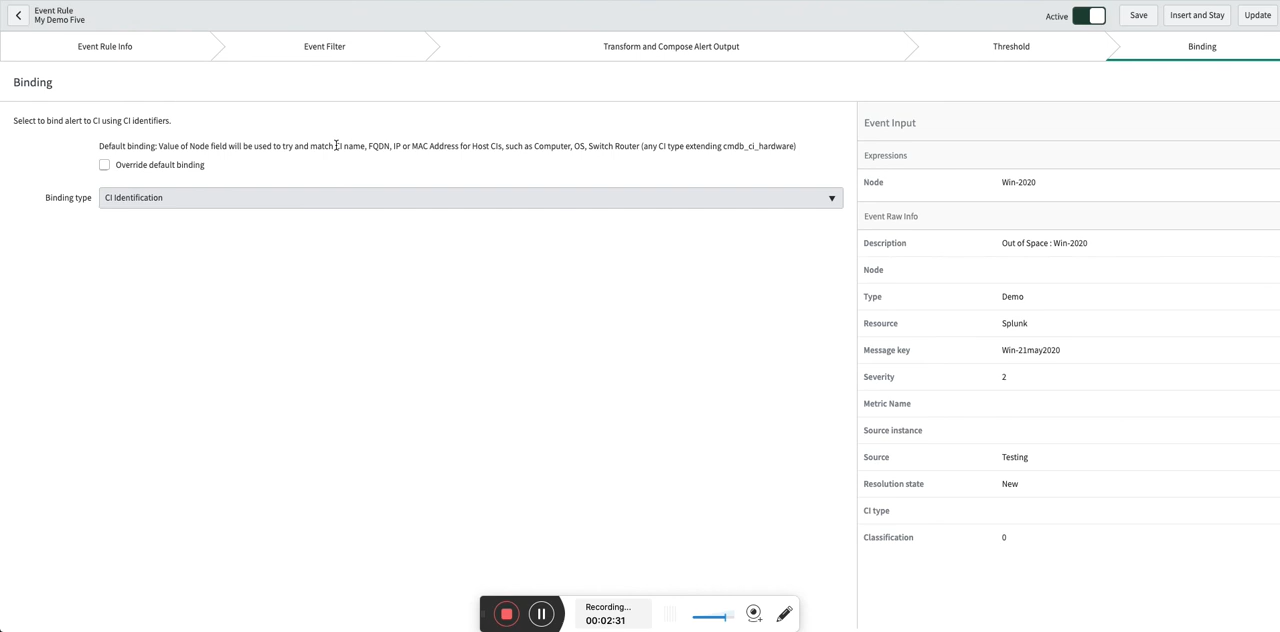 Event Rule
My Demo Five
Active
Save
Insert and Stay
Update
Event Rule Info
Event Filter
Transform and Compose Alert Output
Threshold
Binding
Binding
Select to bind alert to CI using CI identifiers.
Default binding: Value of Node field will be used to try and match CI name, FQDN, IP or MAC Address for Host CIs, such as Computer, OS, Switch Router (any CI type extending cmdb_ci_hardware)
Override default binding
Binding type
CI Identification
Event Input
Expressions
Node Win-2020
Event Raw Info
Description Out of Space : Win-2020
Node
Type Demo
Resource Splunk
Message key Win-21may2020
Severity 2
Metric Name
Source instance
Source Testing
Resolution state New
CI type
Classification 0
Recording...
00:02:31